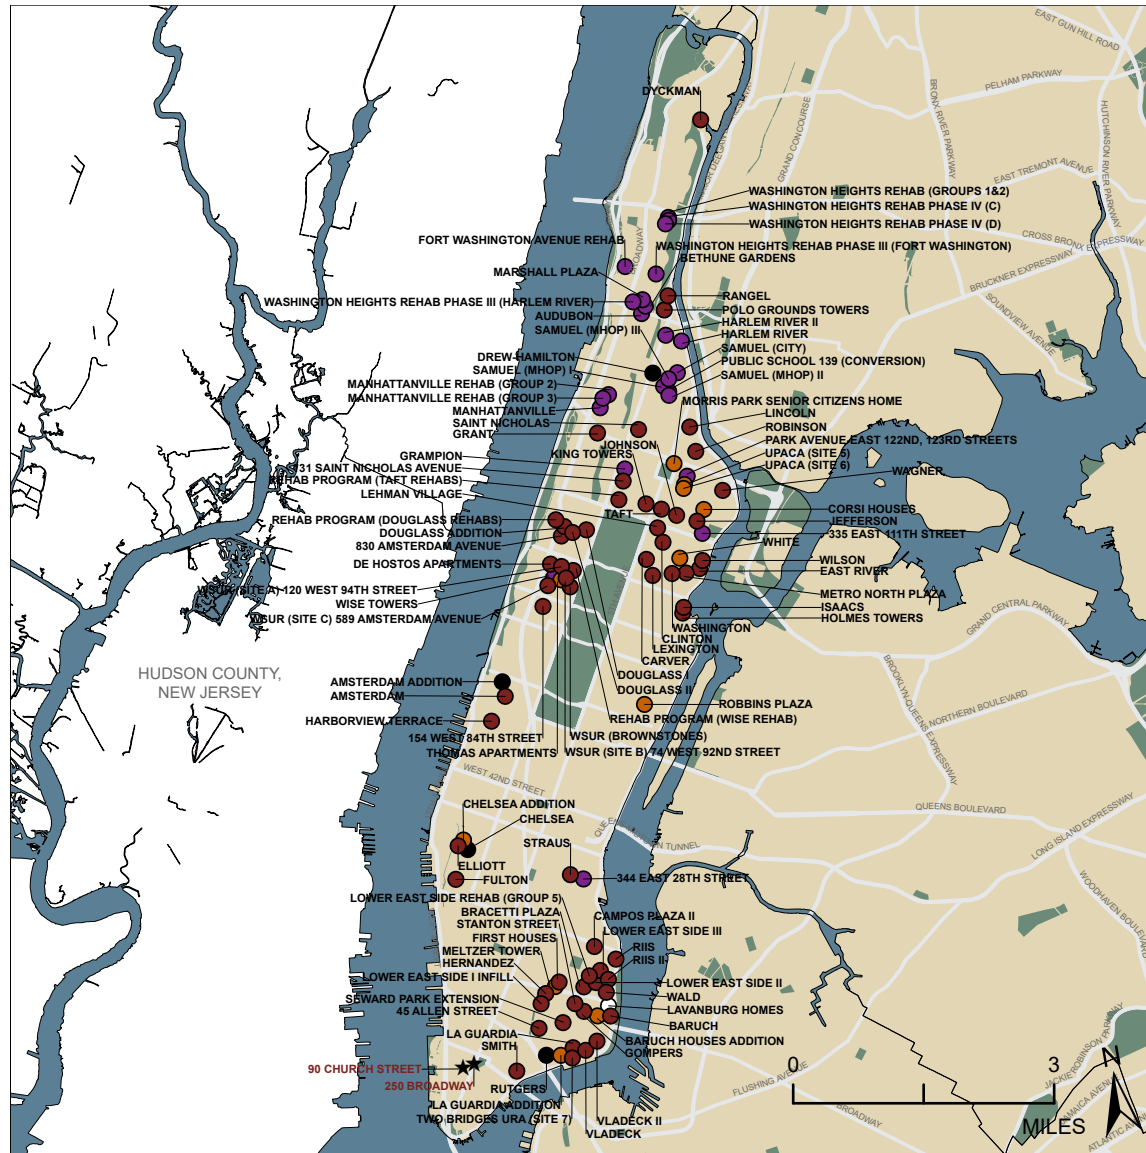 EAST GUN HILL ROAD
PELHAM PARKWAY
DYCKMAN
GRAND CONCOURSE
BRONX RIVER PARKWAY
HUTCHINSON RIVER PARKWAY
EAST TREMONT AVENUE
WASHINGTON HEIGHTS REHAB (GROUPS 1&2)
WASHINGTON HEIGHTS REHAB PHASE IV (C)
WASHINGTON HEIGHTS REHAB PHASE IV (D)
CROSS BRONX EXPRESSWAY
FORT WASHINGTON AVENUE REHAB
BROADWAY
WASHINGTON HEIGHTS REHAB PHASE III (FORT WASHINGTON)
BETHUNE GARDENS
BRUCKNER EXPRESSWAY
MARSHALL PLAZA
SOUNDVIEW AVENUE
WASHINGTON HEIGHTS REHAB PHASE III (HARLEM RIVER)
RANGEL
POLO GROUNDS TOWERS
AUDUBON
HARLEM RIVER II
SAMUEL (MHOP) III
HARLEM RIVER
SAMUEL (CITY)
DREW-HAMILTON
PUBLIC SCHOOL 139 (CONVERSION)
SAMUEL (MHOP) I
SAMUEL (MHOP) II
MANHATTANVILLE REHAB (GROUP 2)
MANHATTANVILLE REHAB (GROUP 3)
MORRIS PARK SENIOR CITIZENS HOME
MANHATTANVILLE
LINCOLN
SAINT NICHOLAS
ROBINSON
GRANT
JOHNSON
PARK AVENUE EAST 122ND, 123RD STREETS
KING TOWERS
UPACA (SITE 5)
GRAMPION
UPACA (SITE 6)
931 SAINT NICHOLAS AVENUE
WAGNER
REHAB PROGRAM (TAFT REHABS)
LEHMAN VILLAGE
CORSI HOUSES
TAFT
JEFFERSON
REHAB PROGRAM (DOUGLASS REHABS)
DOUGLASS ADDITION
335 EAST 111TH STREET
830 AMSTERDAM AVENUE
WHITE
DE HOSTOS APARTMENTS
WILSON
EAST RIVER
WSUR (SITE A) 120 WEST 94TH STREET
METRO NORTH PLAZA
WISE TOWERS
ISAACS
WSUR (SITE C) 589 AMSTERDAM AVENUE
HOLMES TOWERS
GRAND CENTRAL PARKWAY
WASHINGTON
CLINTON
LEXINGTON
CARVER
HUDSON COUNTY,
NEW JERSEY
DOUGLASS I
AMSTERDAM ADDITION
DOUGLASS II
AMSTERDAM
ROBBINS PLAZA
BROOKLYN-QUEENS EXPRESSWAY
NORTHERN BOULEVARD
HARBORVIEW TERRACE
REHAB PROGRAM (WISE REHAB)
154 WEST 84TH STREET
WSUR (BROWNSTONES)
THOMAS APARTMENTS
WSUR (SITE B) 74 WEST 92ND STREET
WEST 42ND STREET
CHELSEA ADDITION
QUEENS BOULEVARD
CHELSEA
LONG ISLAND EXPRESSWAY
STRAUS
ELLIOTT
FULTON
344 EAST 28TH STREET
WOODHAVEN BOULEVARD
LOWER EAST SIDE REHAB (GROUP 5)
BRACETTI PLAZA
CAMPOS PLAZA II
STANTON STREET
LOWER EAST SIDE III
FIRST HOUSES
RIIS
MELTZER TOWER
RIIS II
HERNANDEZ
LOWER EAST SIDE I INFILL
LOWER EAST SIDE II
WALD
SEWARD PARK EXTENSION
LAVANBURG HOMES
45 ALLEN STREET
BARUCH
LA GUARDIA
BARUCH HOUSES ADDITION
SMITH
GOMPERS
90 CHURCH STREET
250 BROADWAY
RUTGERS
FLUSHING AVENUE
0
3
N
JACKIE ROBINSON PARKWAY
JAMAICA AVENUE
LA GUARDIA ADDITION
BROADWAY
TWO BRIDGES URA (SITE 7)
VLADECK II
VLADECK
MILES